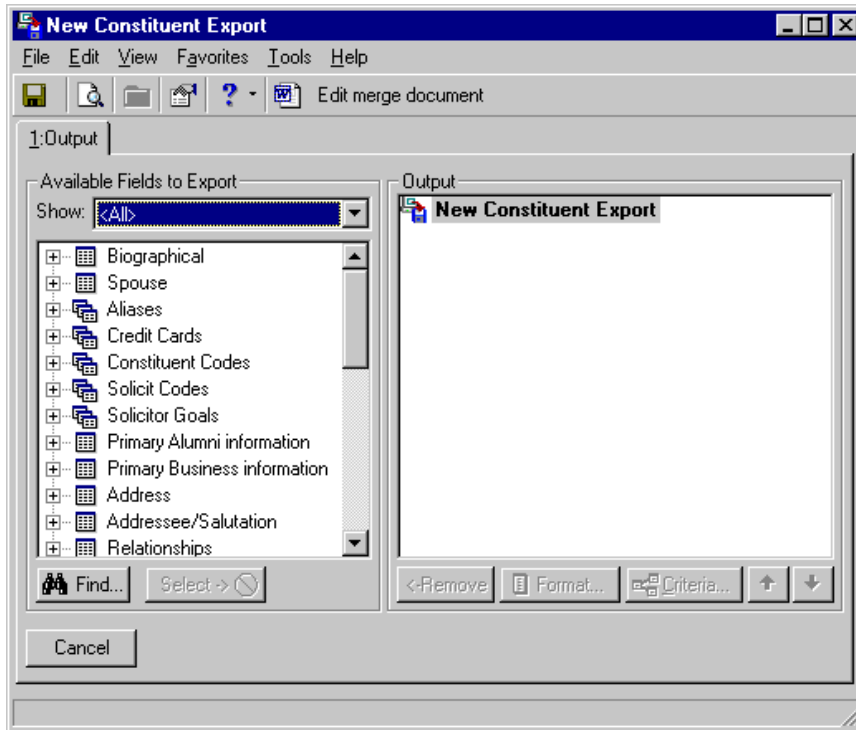 New Constituent Export
File Edit View Favorites Tools Help
? Edit merge document
1:Output
Available Fields to Export
Show: <All>
Biographical
Spouse
Aliases
Credit Cards
Constituent Codes
Solicit Codes
Solicitor Goals
Primary Alumni information
Primary Business information
Address
Addressee/Salutation
Relationships
Find... Select ->
Output
New Constituent Export
<-Remove Format... Criteria...
Cancel